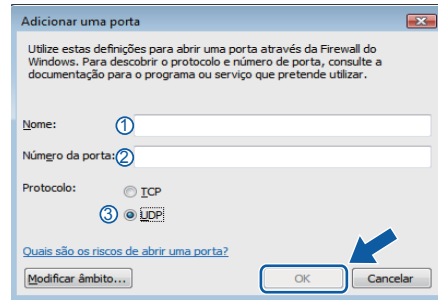 Adicionar uma porta
Utilize estas definições para abrir uma porta através da Firewall do
Windows. Para descobrir o protocolo e número de porta, consulte a
documentação para o programa ou serviço que pretende utilizar.
Nome: 1
Número da porta: 2
Protocolo: TCP
3 UDP
Quais são os riscos de abrir uma porta?
Modificar âmbito... OK Cancelar